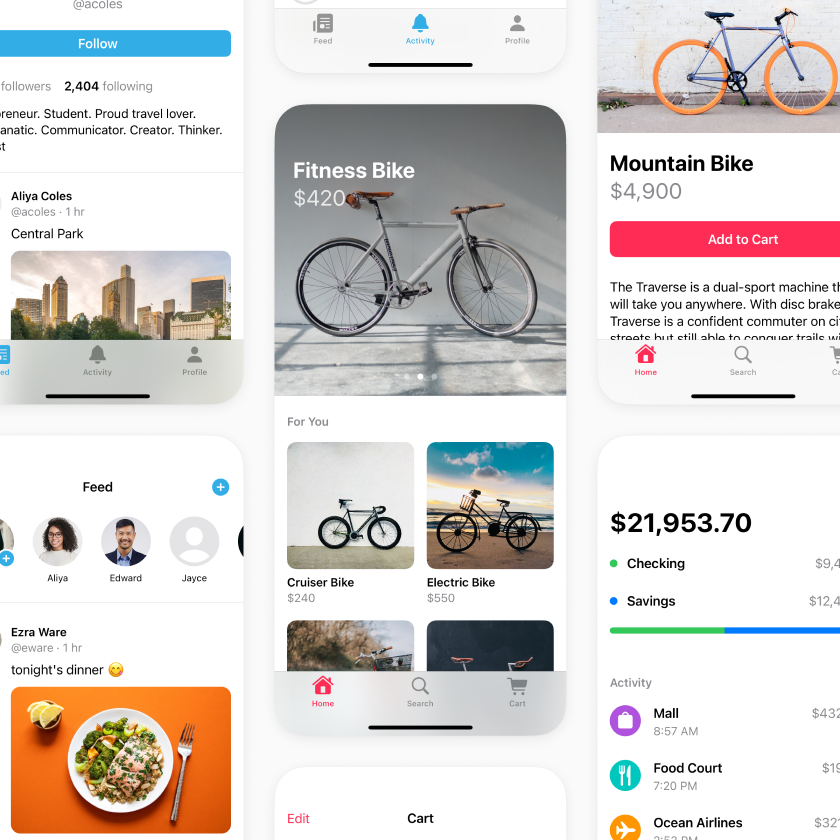 @acoles
Follow
followers 2,404 following
preneur. Student. Proud travel lover.
anatic. Communicator. Creator. Thinker.
st
Aliya Coles
@acoles · 1 hr
Central Park
ed
Activity
Profile
Feed
Aliya
Edward
Jayce
Ezra Ware
@eware · 1 hr
tonight's dinner 😋
Feed
Activity
Profile
Fitness Bike
$420
For You
Cruiser Bike
$240
Electric Bike
$550
Home
Search
Cart
Edit
Cart
Mountain Bike
$4,900
Add to Cart
The Traverse is a dual-sport machine th
will take you anywhere. With disc brake
Traverse is a confident commuter on cit
streets but still able to conquer trails wi
Home
Search
Ca
$21,953.70
Checking
$9,4
Savings
$12,4
Activity
Mall
$432
8:57 AM
Food Court
$19
7:20 PM
Ocean Airlines
$32
2:53 PM